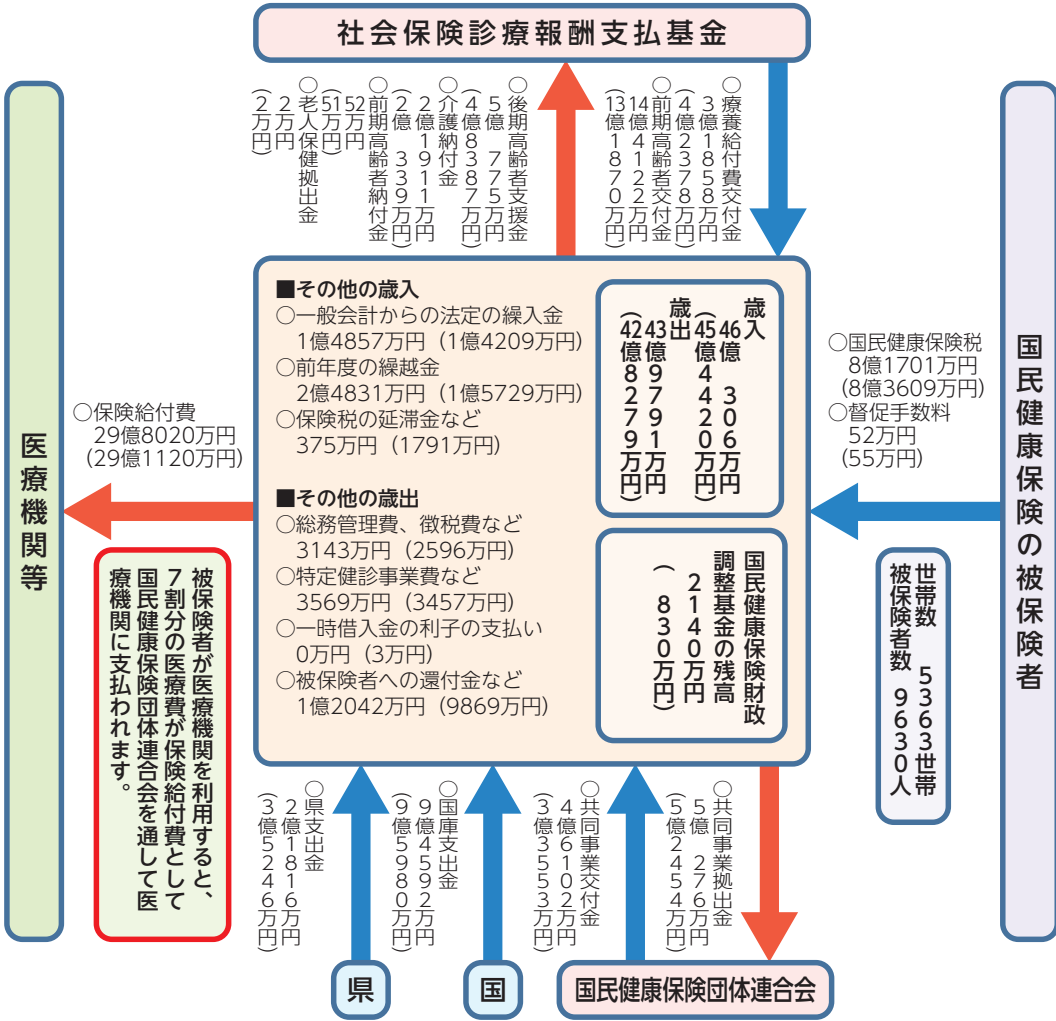 社会保険診療報酬支払基金
○療養給付費交付金
3億1858万円
(4億2378万円)
○前期高齢者交付金
14億4122万円
(13億1870万円)
○後期高齢者支援金
5億 775万円
(4億8387万円)
○介護納付金
2億1911万円
(2億 339万円)
○前期高齢者納付金
52万円
(51万円)
○老人保健拠出金
2万円
(2万円)
■その他の歳入
○一般会計からの法定の繰入金
1億4857万円(1億4209万円)
○前年度の繰越金
2億4831万円(1億5729万円)
○保険税の延滞金など
375万円(1791万円)
■その他の歳出
○総務管理費、徴税費など
3143万円(2596万円)
○特定健診事業費など
3569万円(3457万円)
○一時借入金の利子の支払い
0万円(3万円)
○被保険者への還付金など
1億2042万円(9869万円)
歳入
46億 306万円
(45億4420万円)
歳出
43億9791万円
(42億8279万円)
国民健康保険財政
調整基金の残高
2140万円
( 830万円)
国民健康保険の被保険者
○国民健康保険税
8億1701万円
(8億3609万円)
○督促手数料
52万円
(55万円)
世帯数 5363世帯
被保険者数 9630人
医療機関等
○保険給付費
29億8020万円
(29億1120万円)
被保険者が医療機関を利用すると、
7割分の医療費が保険給付費として
国民健康保険団体連合会を通して医
療機関に支払われます。
○共同事業拠出金
5億 276万円
(5億2454万円)
○共同事業交付金
4億6102万円
(3億3553万円)
○国庫支出金
9億4592万円
(9億5980万円)
○県支出金
2億1816万円
(3億5246万円)
県
国
国民健康保険団体連合会